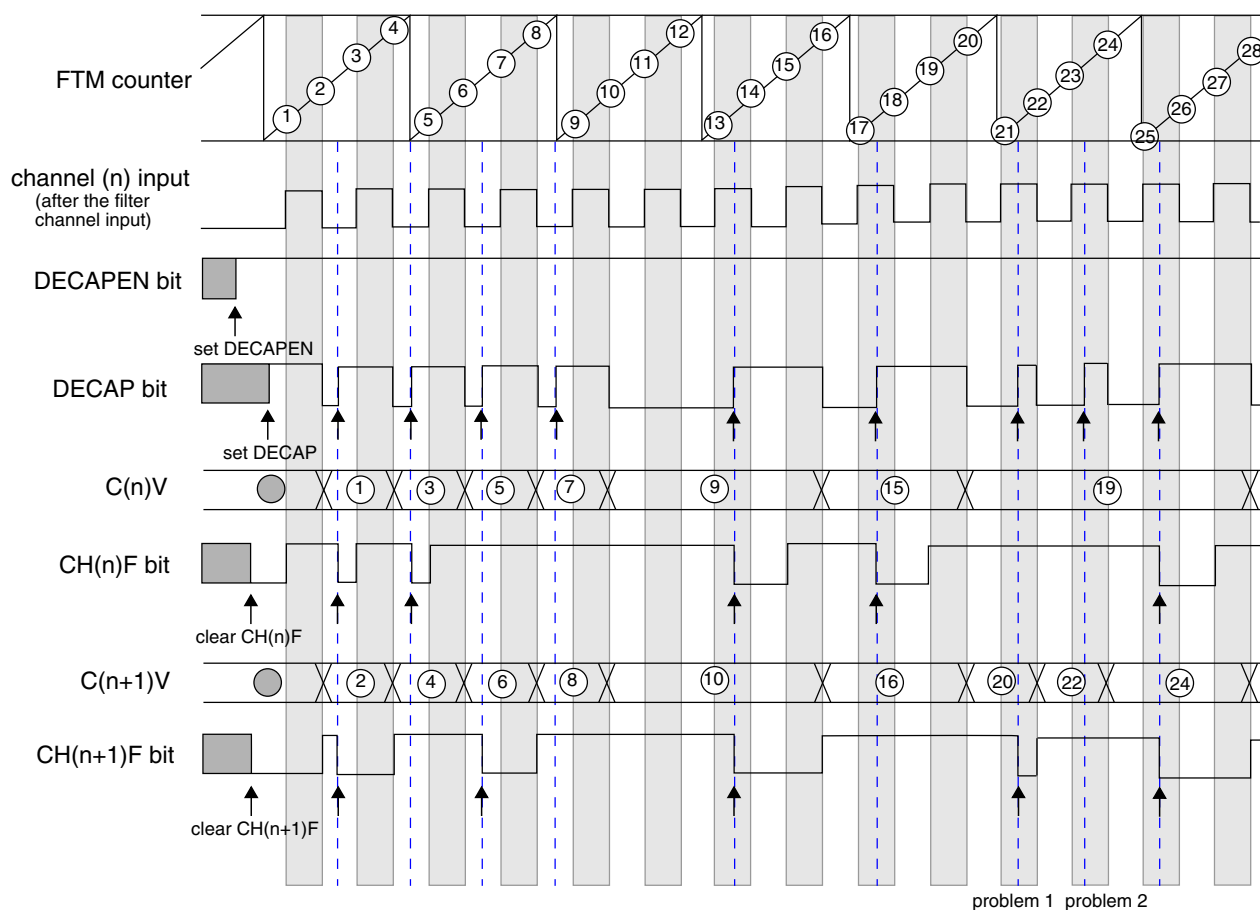 FTM counter
1 2 3 4 5 6 7 8 9 10 11 12 13 14 15 16 17 18 19 20 21 22 23 24 25 26 27 28
channel (n) input
(after the filter
channel input)
DECAPEN bit
set DECAPEN
DECAP bit
set DECAP
C(n)V
1 3 5 7 9 15 19
CH(n)F bit
clear CH(n)F
C(n+1)V
2 4 6 8 10 16 20 22 24
CH(n+1)F bit
clear CH(n+1)F
problem 1 problem 2